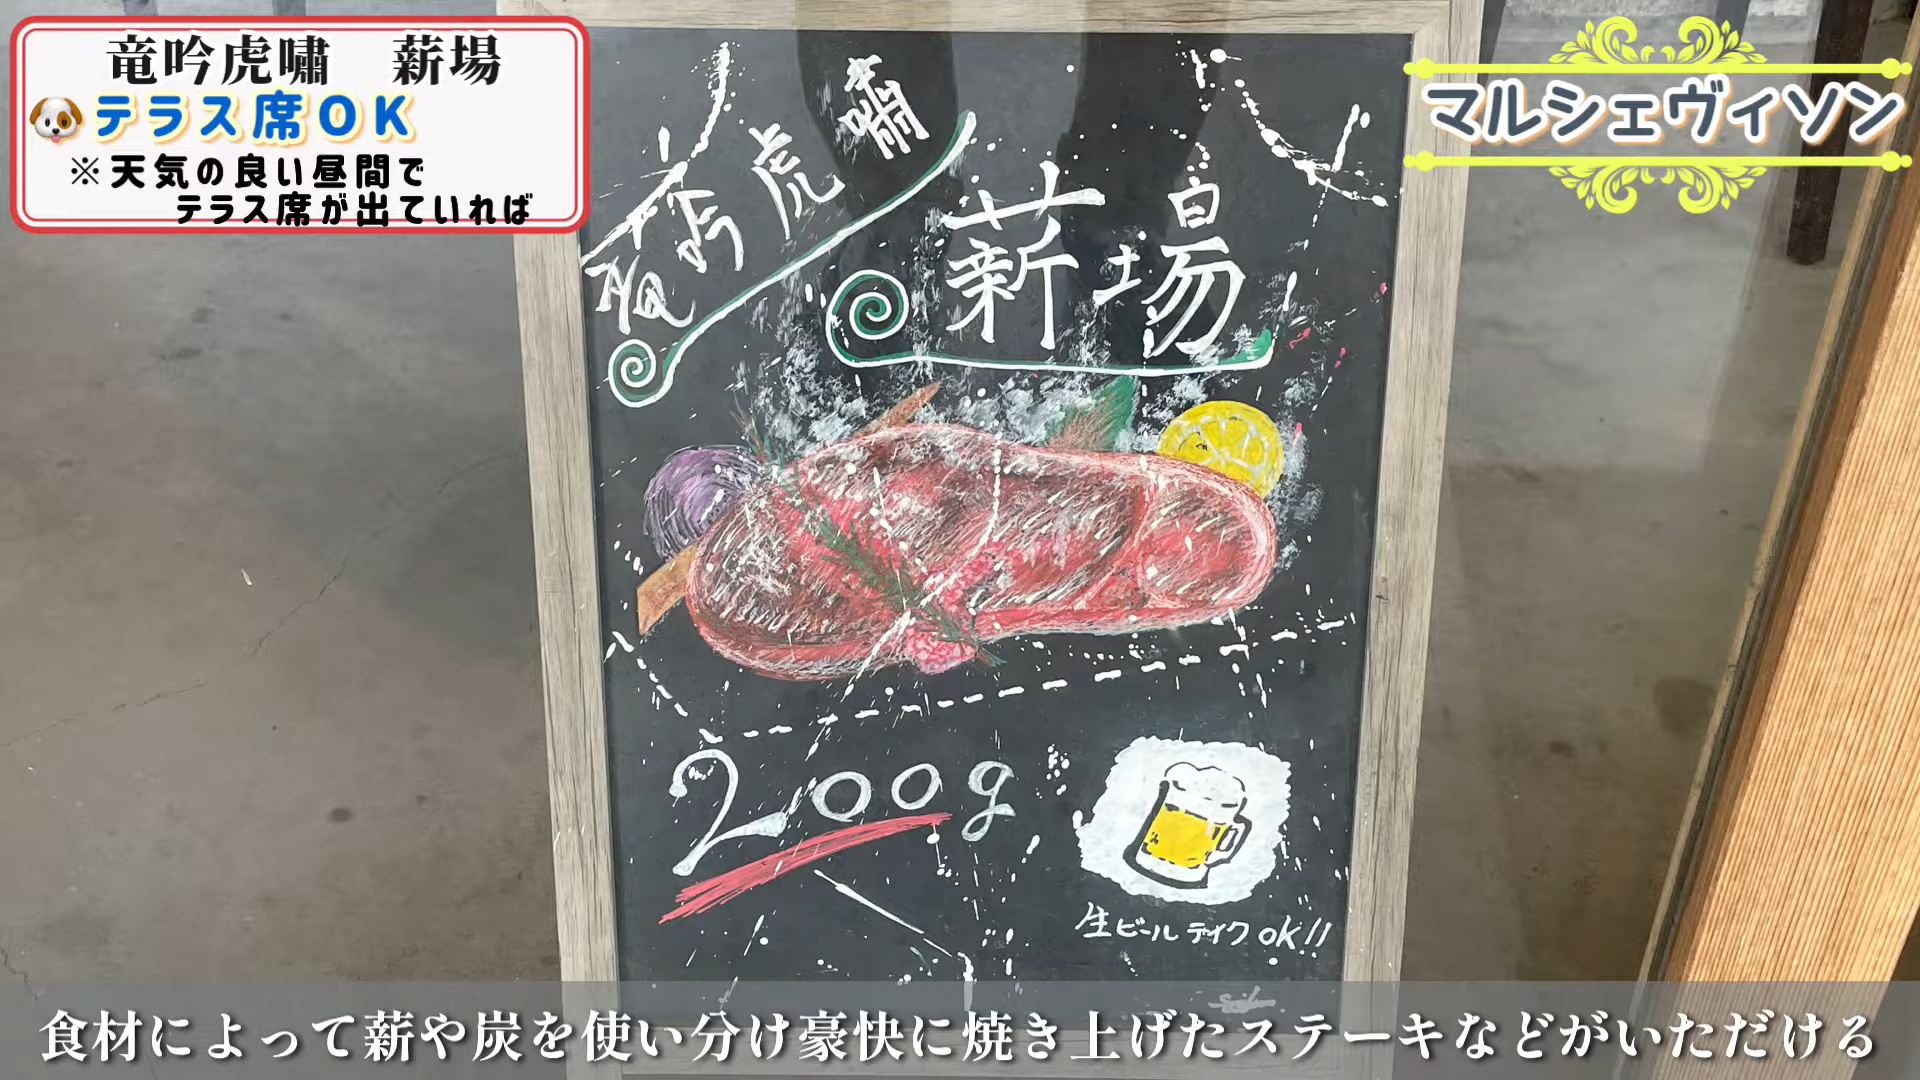 竜吟虎嘯　薪場
テラス席OK
※天気の良い昼間で
テラス席が出ていれば
マルシェヴィソン
竜吟虎嘯
薪場
200g
生ビールテイクOK!!
食材によって薪や炭を使い分け豪快に焼き上げたステーキなどがいただける